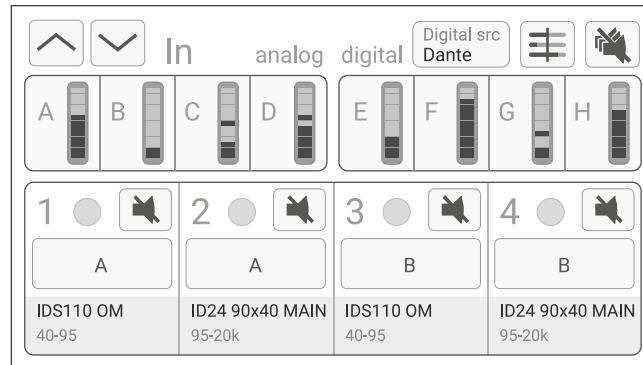 In analog digital Digital src
Dante
A B C D E F G H
1 2 3 4
A A B B
IDS110 OM ID24 90x40 MAIN IDS110 OM ID24 90x40 MAIN
40-95 95-20k 40-95 95-20k